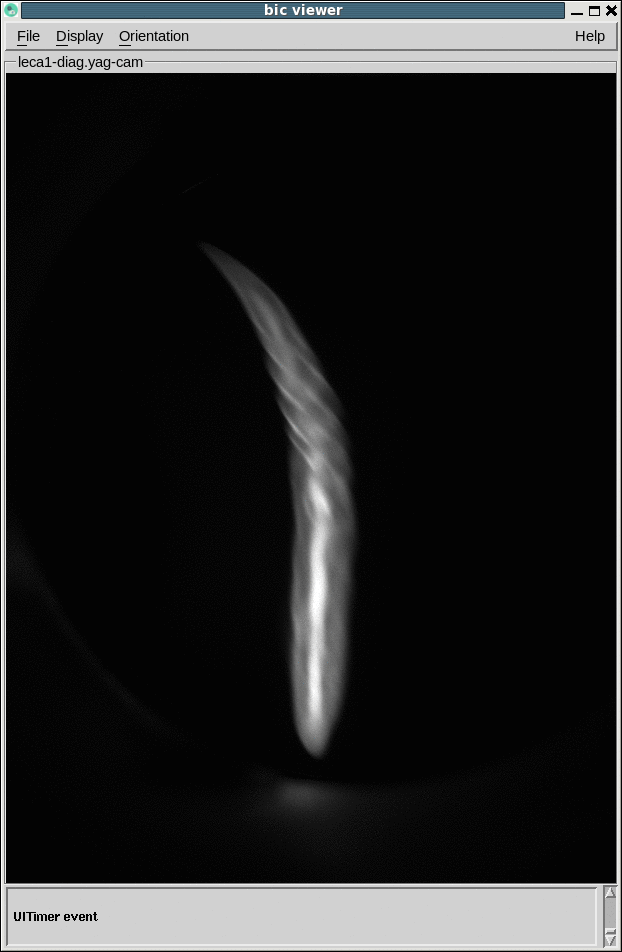 bic viewer
File Display Orientation Help
leca1-diag.yag-cam
UITimer event